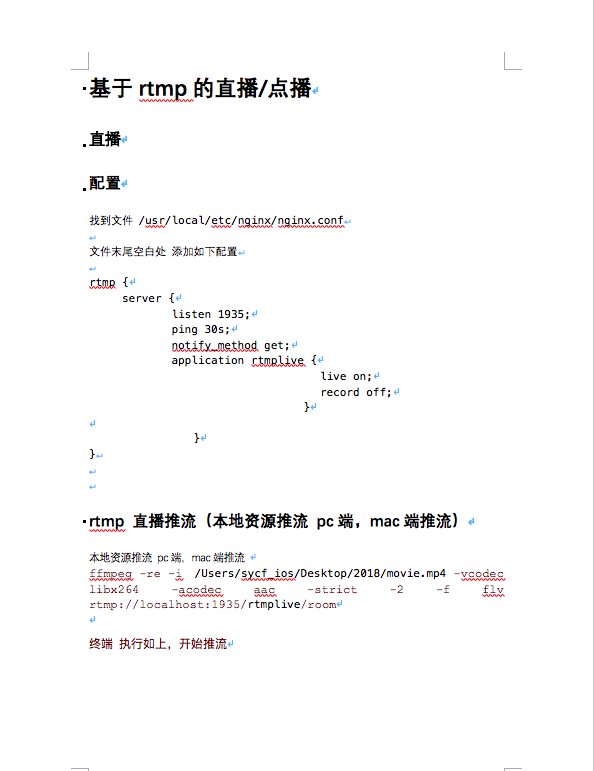 基于 rtmp 的直播/点播
直播
配置
找到文件 /usr/local/etc/nginx/nginx.conf
文件末尾空白处 添加如下配置
rtmp {
server {
listen 1935;
ping 30s;
notify_method get;
application rtmplive {
live on;
record off;
}
}
}
rtmp 直播推流（本地资源推流 pc 端，mac 端推流）
本地资源推流 pc 端，mac 端推流
ffmpeg -re -i /Users/sycf_ios/Desktop/2018/movie.mp4 -vcodec
libx264 -acodec aac -strict -2 -f flv
rtmp://localhost:1935/rtmplive/room
终端 执行如上，开始推流